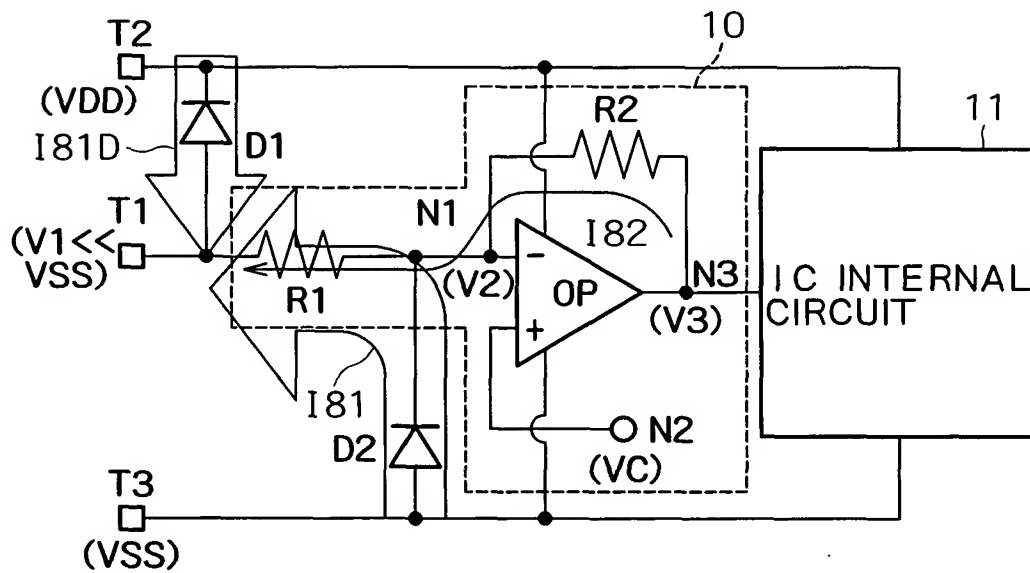 10
T2
(VDD)
I81D
D1
R2
11
T1
(V1<<
VSS)
N1
I82
R1
(V2)
−
OP
+
N3
(V3)
IC INTERNAL
CIRCUIT
I81
D2
N2
(VC)
T3
(VSS)